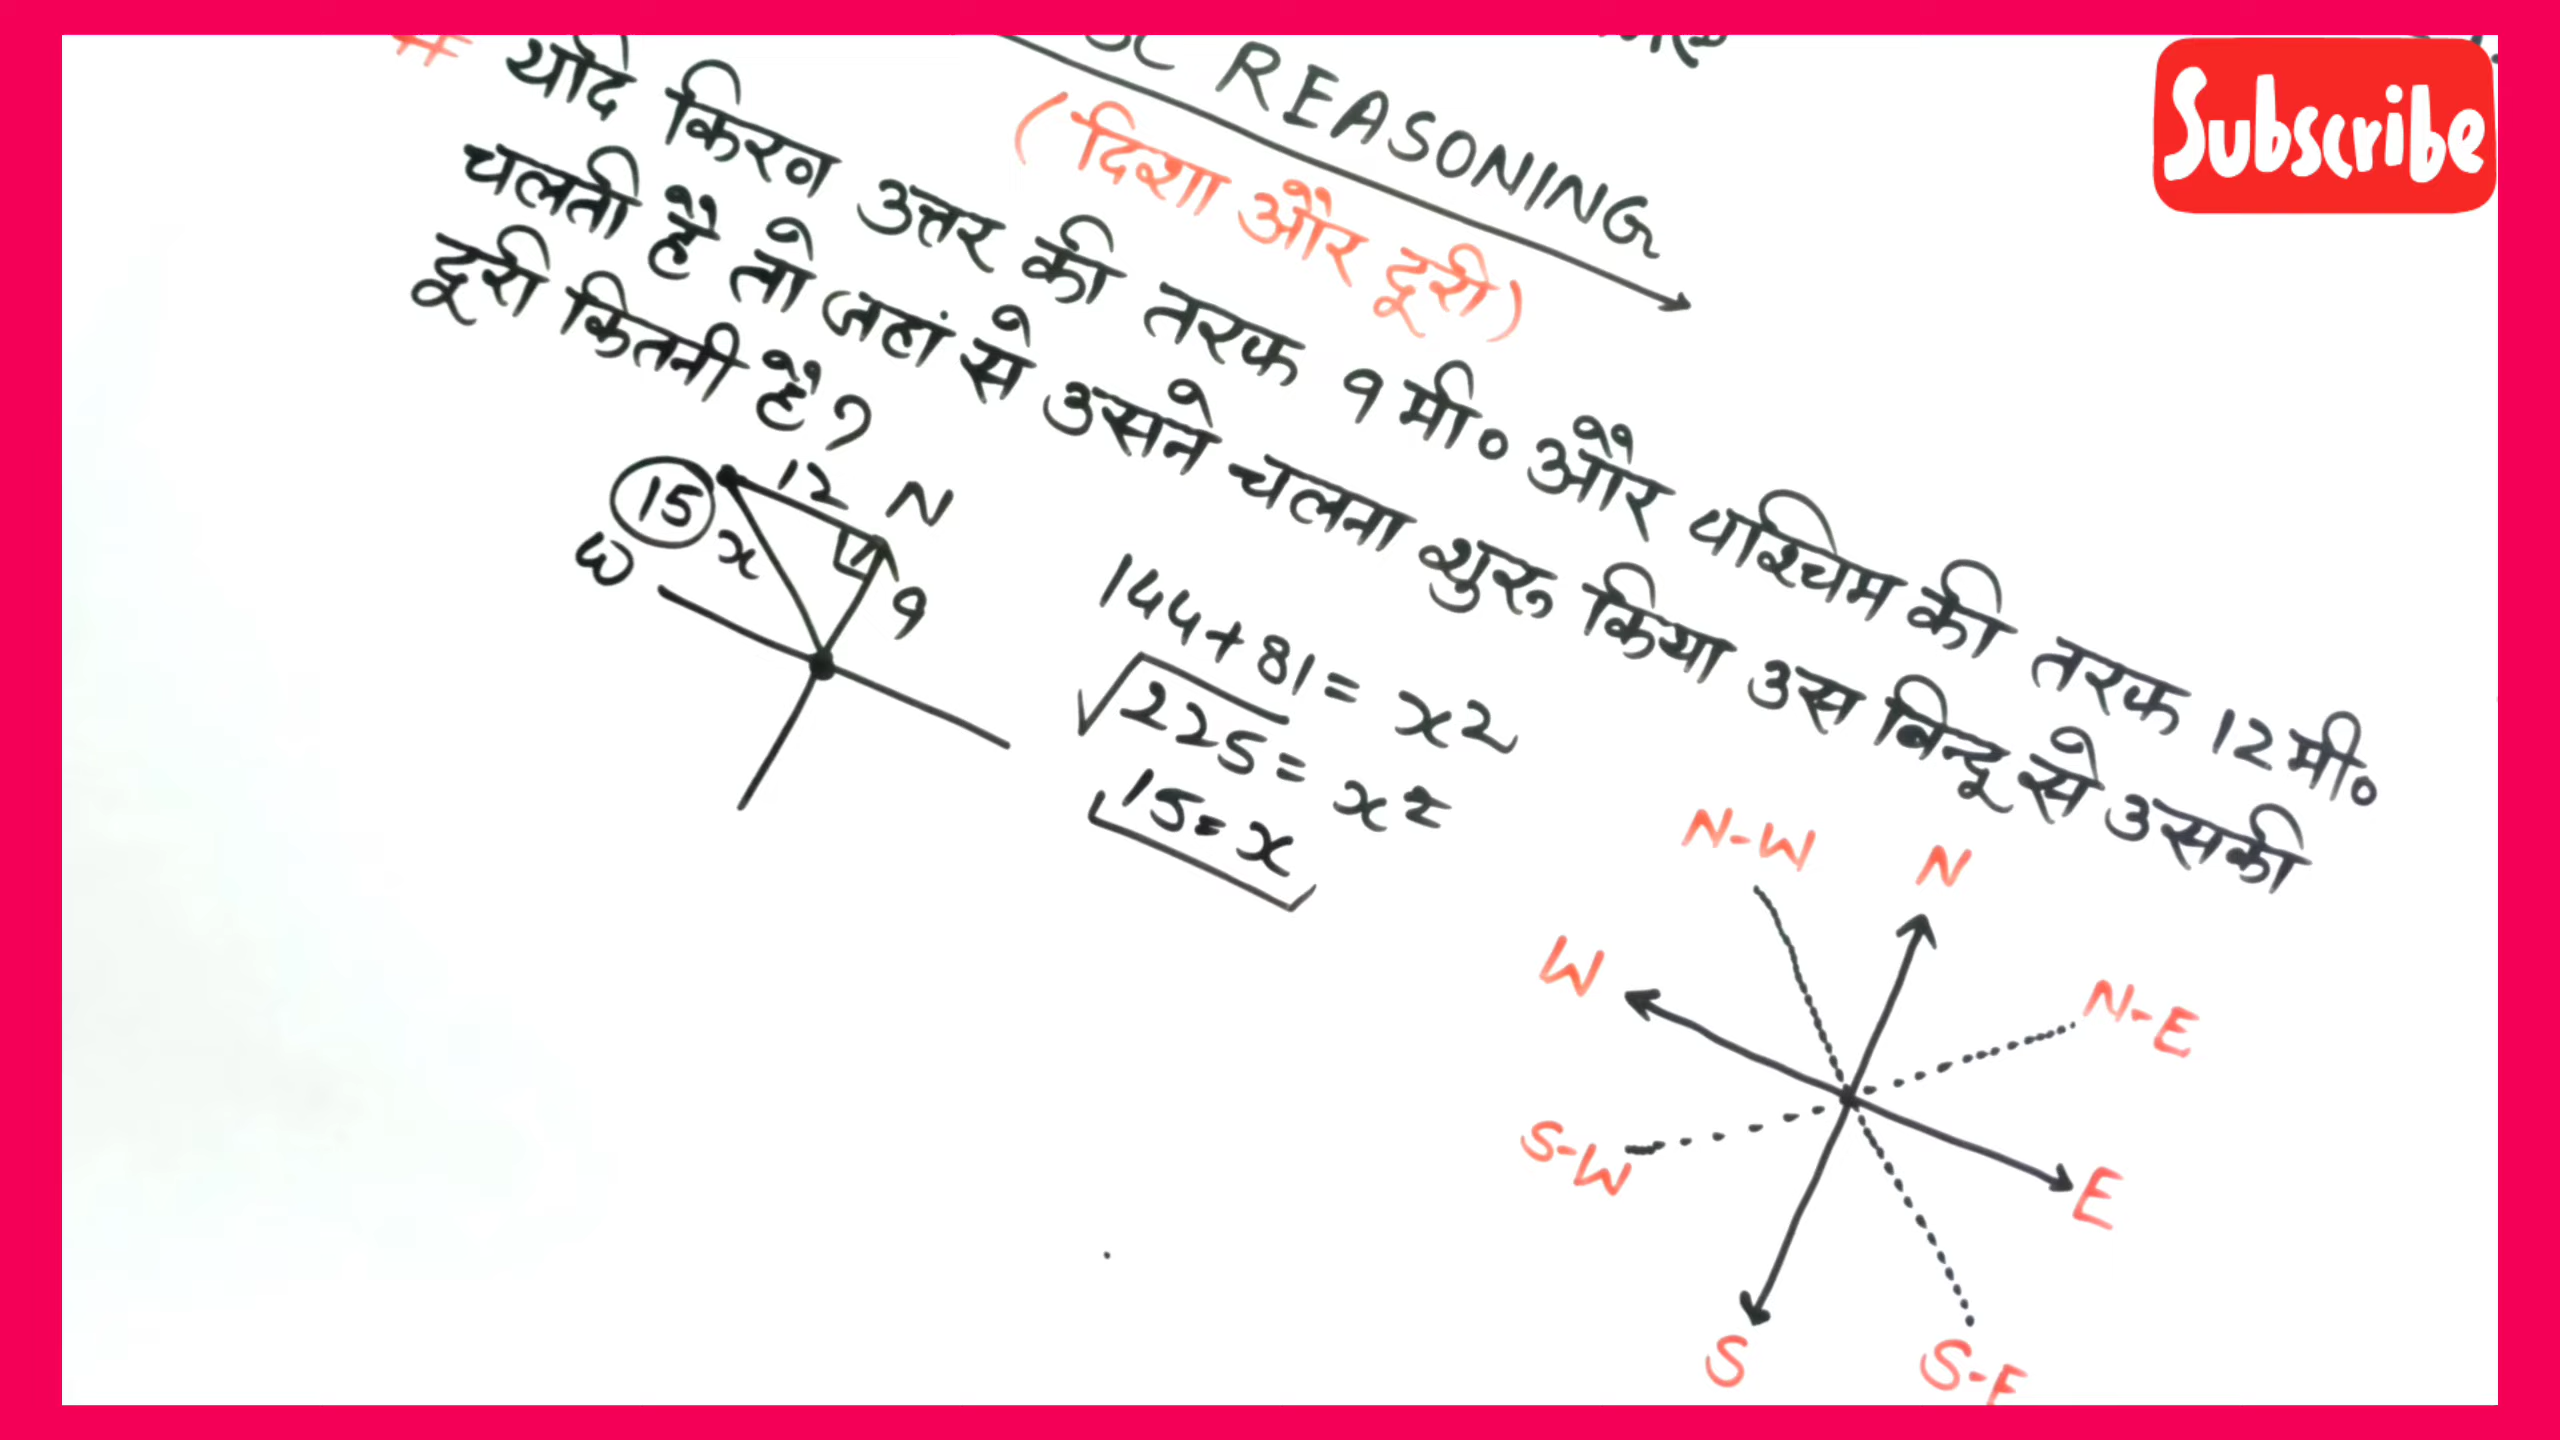 REASONING
(दिशा और दूरी)
Subscribe
# यदि किरन उत्तर की तरफ 9 मी० और पश्चिम की तरफ 12 मी०
चलती है तो जहां से उसने चलना शुरू किया उस बिन्दू से उसकी
दूरी कितनी है?
15 12 N
W x 9
144+81= x2
√225= x2
15= x
N-W N
W N-E
S-W E
S S-E